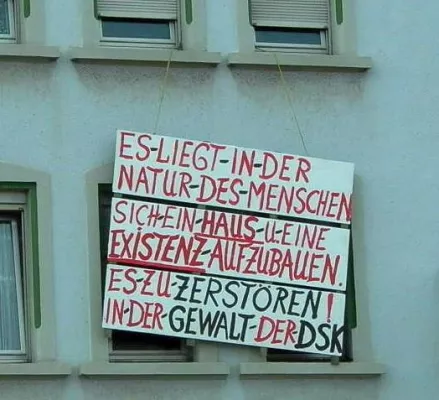 ES-LIEGT-IN-DER
NATUR-DES-MENSCHEN
SICH-EIN-HAUS-U-EINE
EXISTENZ-AUFZUBAUEN.
ES-ZU-ZERSTÖREN!
IN-DER-GEWALT-DER-DSK